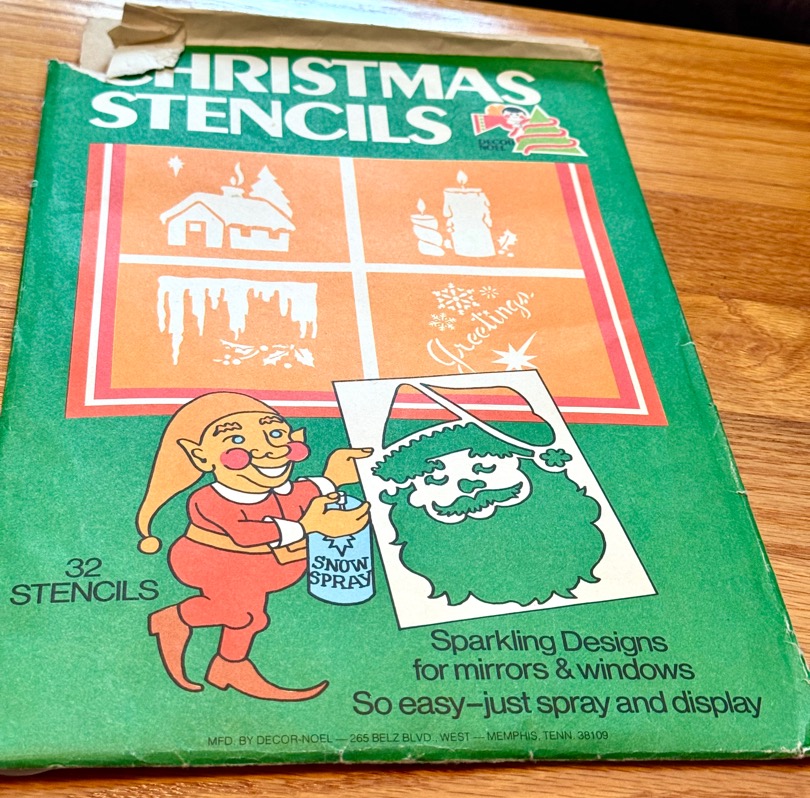 CHRISTMAS
STENCILS
DECOR
NOEL
Greetings
SNOW
SPRAY
32
STENCILS
Sparkling Designs
for mirrors & windows
So easy–just spray and display
MFD. BY DECOR-NOEL — 265 BELZ BLVD., WEST — MEMPHIS, TENN. 38109